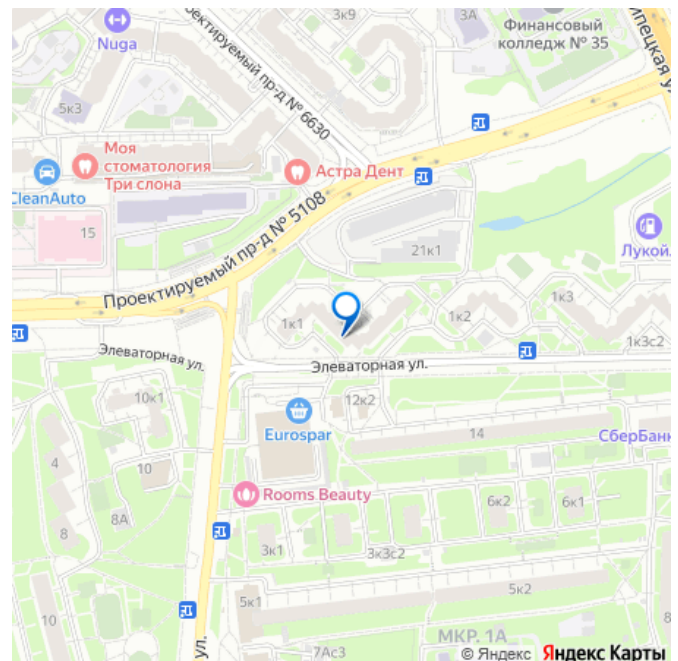 3к9
3А
Финансовый
колледж № 35
Nuga
Проектируемый пр-д № 6630
5к3
Моя
стоматология
Три слона
Астра Дент
CleanAuto
15
Проектируемый пр-д № 5108
21к1
Лукойл
1к1
1к2
1к3
1к3с2
Элеваторная ул.
Элеваторная ул.
10к1
12к2
Eurospar
14
СберБанк
4
10
Rooms Beauty
8А
8
6к2
6к1
3к1
3к3с2
5к2
5к1
8
ул.
7Ас3
МКР. 1А
© Яндекс Яндекс Карты